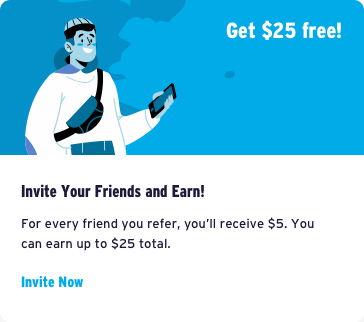 Get $25 free!
Invite Your Friends and Earn!
For every friend you refer, you’ll receive $5. You
can earn up to $25 total.
Invite Now